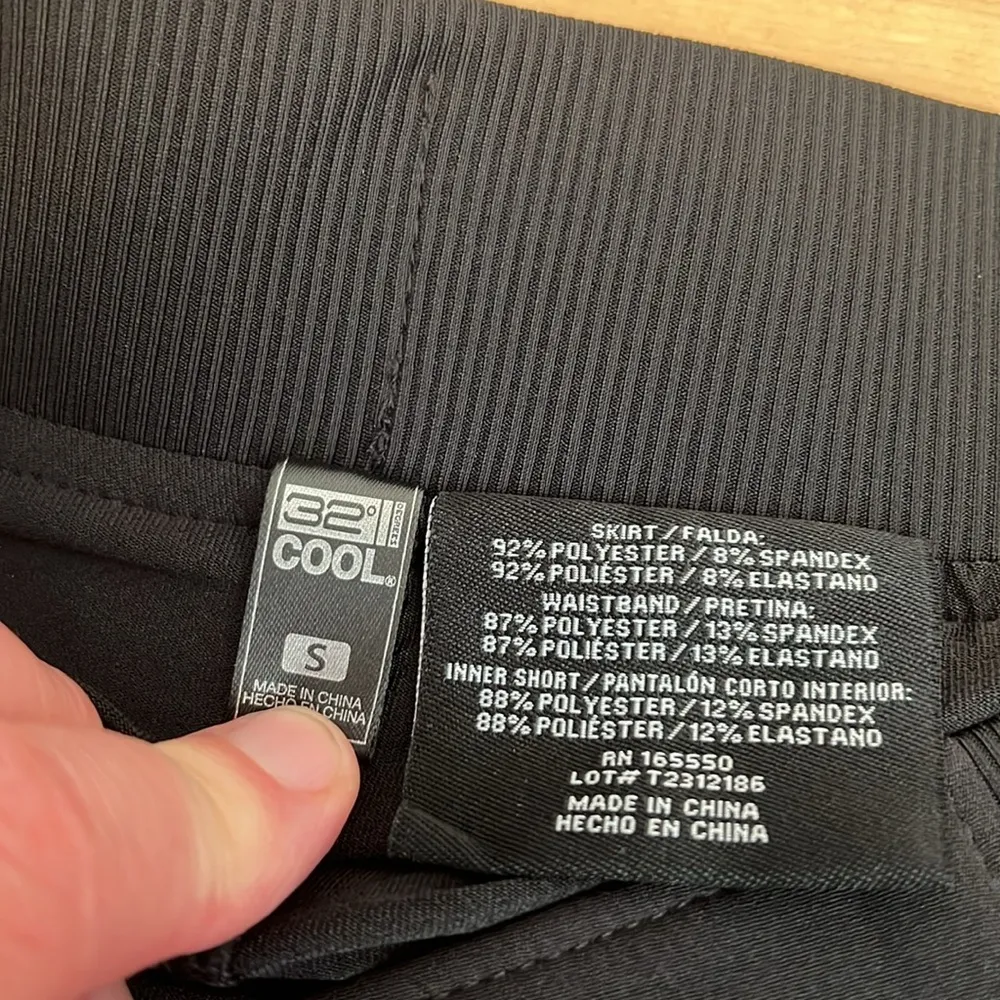 32°
DEGREES
COOL®
S
MADE IN CHINA
HECHO EN CHINA
SKIRT/FALDA:
92% POLYESTER/8% SPANDEX
92% POLIÉSTER/8% ELASTANO
WAISTBAND/PRETINA:
87% POLYESTER/13% SPANDEX
87% POLIÉSTER/13% ELASTANO
INNER SHORT/PANTALÓN CORTO INTERIOR:
88% POLYESTER/12% SPANDEX
88% POLIÉSTER/12% ELASTANO
RN 165550
LOT# T2312186
MADE IN CHINA
HECHO EN CHINA